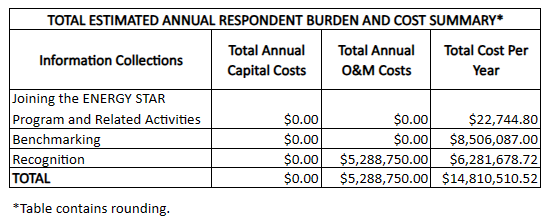 TOTAL ESTIMATED ANNUAL RESPONDENT BURDEN AND COST SUMMARY*
Information Collections Total Annual Capital Costs Total Annual O&M Costs Total Cost Per Year
Joining the ENERGY STAR
Program and Related Activities $0.00 $0.00 $22,744.80
Benchmarking $0.00 $0.00 $8,506,087.00
Recognition $0.00 $5,288,750.00 $6,281,678.72
TOTAL $0.00 $5,288,750.00 $14,810,510.52
*Table contains rounding.